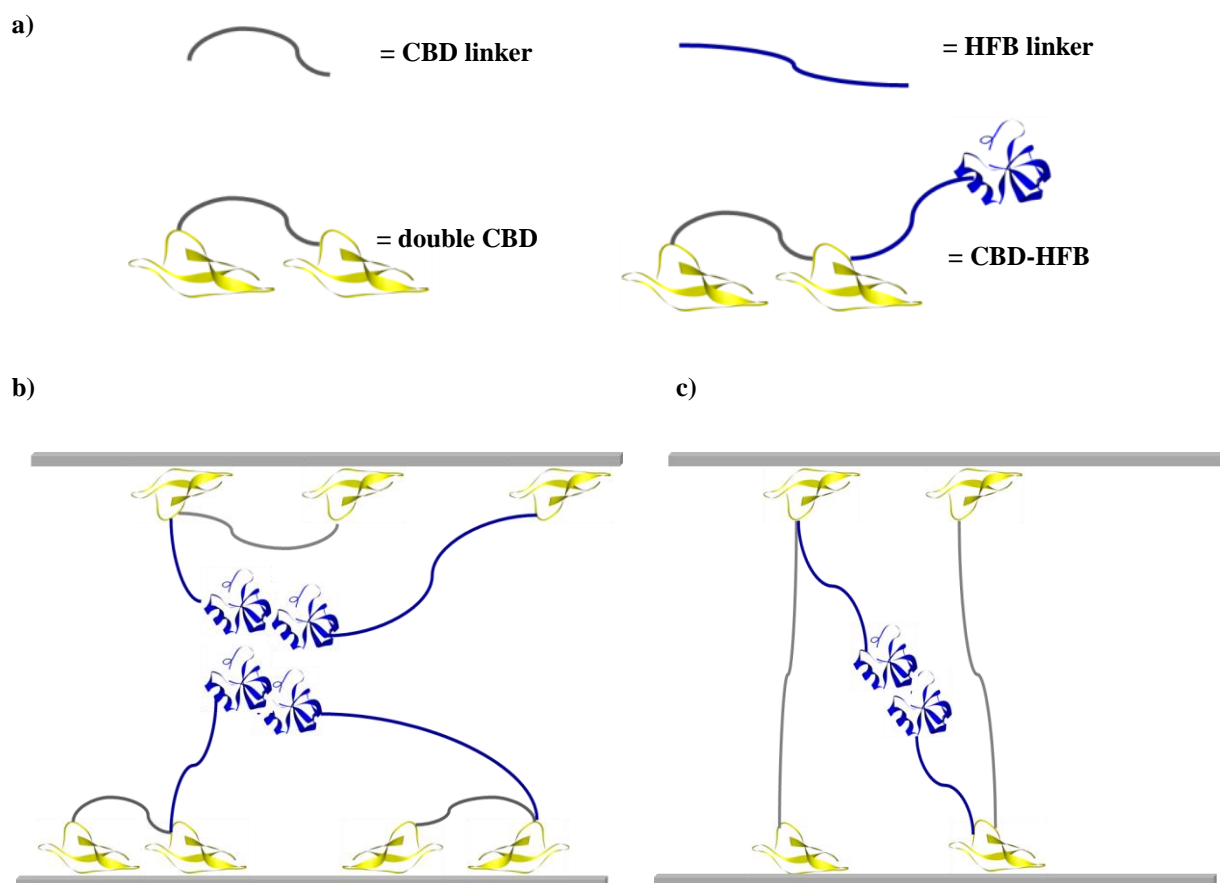 a)
= CBD linker
= HFB linker
= double CBD
= CBD-HFB
b)
c)